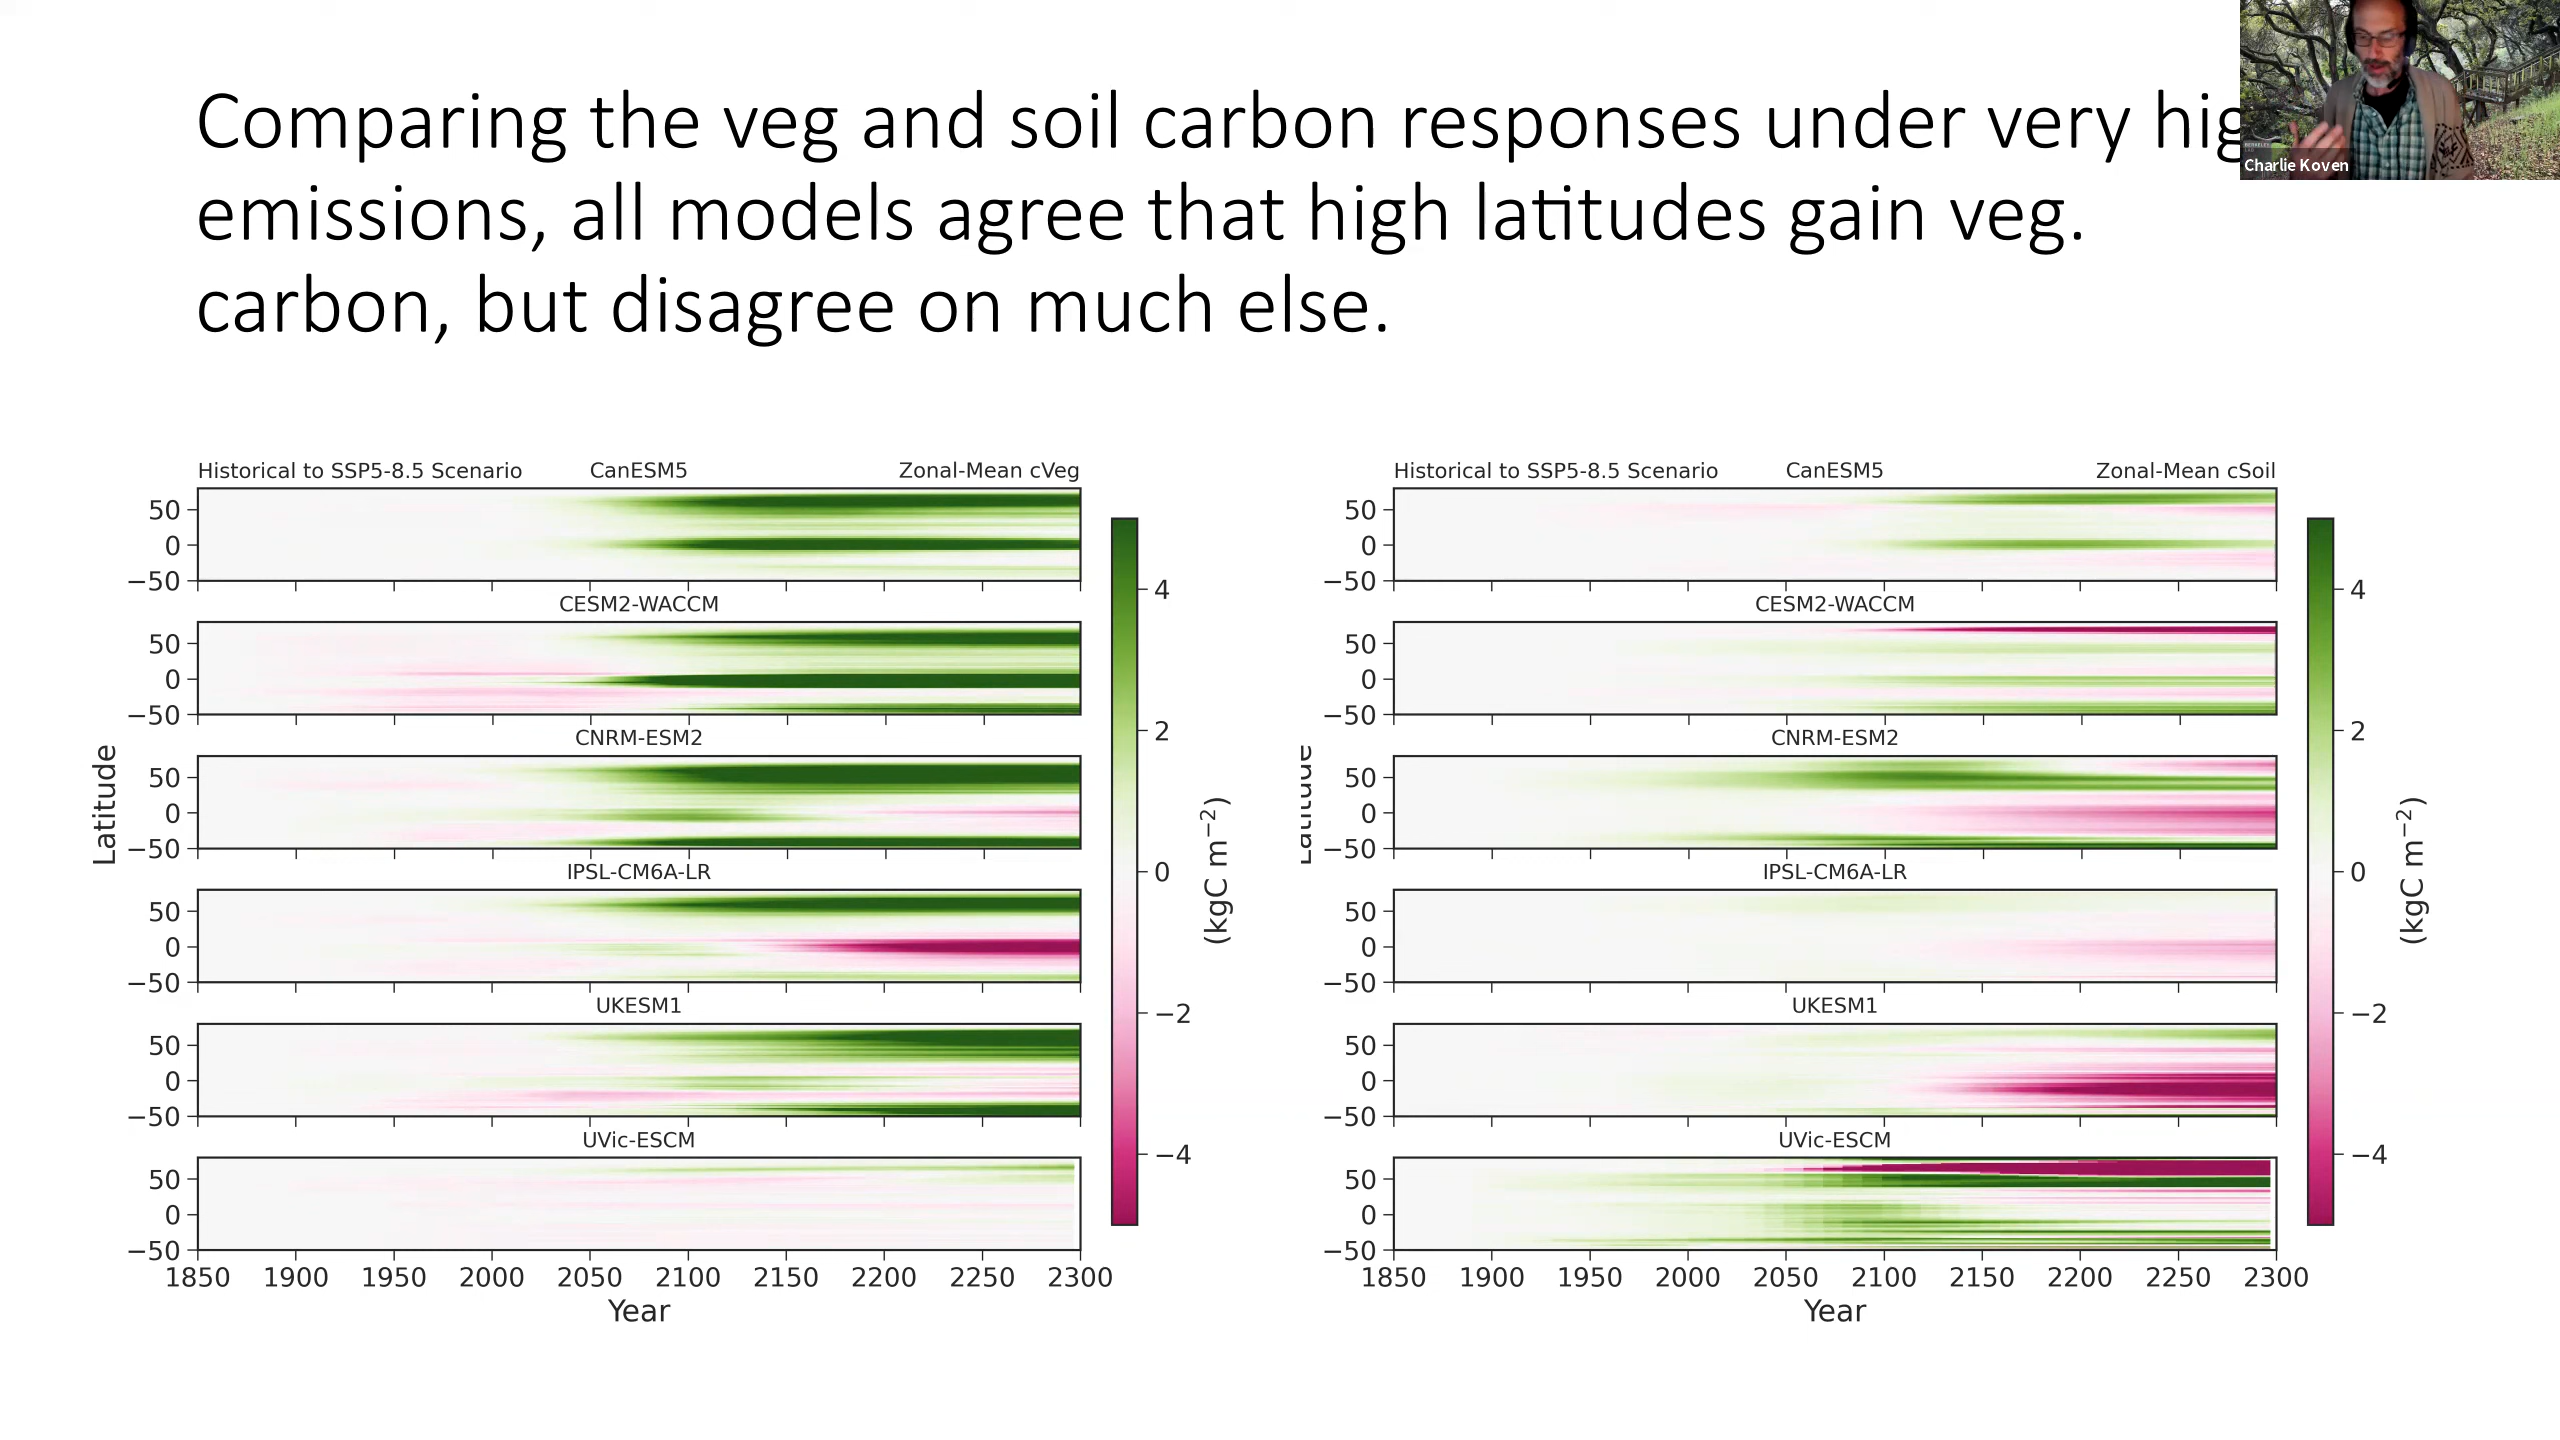 Comparing the veg and soil carbon responses under very hig
emissions, all models agree that high latitudes gain veg.
carbon, but disagree on much else.
Charlie Koven
Historical to SSP5-8.5 Scenario CanESM5 Zonal-Mean cVeg
50
0
−50
CESM2-WACCM
50
0
−50
CNRM-ESM2
50
0
−50
IPSL-CM6A-LR
50
0
−50
UKESM1
50
0
−50
UVic-ESCM
50
0
−50
1850 1900 1950 2000 2050 2100 2150 2200 2250 2300
Year
Latitude
4
2
0
−2
−4
(kgC m−2)
Historical to SSP5-8.5 Scenario CanESM5 Zonal-Mean cSoil
50
0
−50
CESM2-WACCM
50
0
−50
CNRM-ESM2
50
0
−50
IPSL-CM6A-LR
50
0
−50
UKESM1
50
0
−50
UVic-ESCM
50
0
−50
1850 1900 1950 2000 2050 2100 2150 2200 2250 2300
Year
Latitude
4
2
0
−2
−4
(kgC m−2)